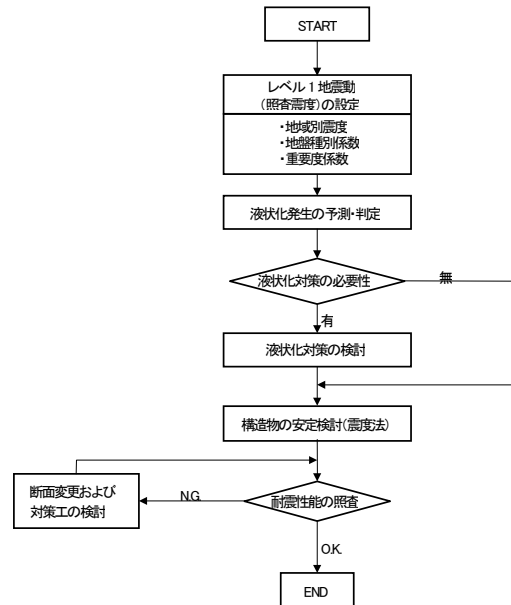 START
レベル1地震動
(照査震度)の設定
・地域別震度
・地盤種別係数
・重要度係数
液状化発生の予測・判定
液状化対策の必要性
無
有
液状化対策の検討
構造物の安定検討(震度法)
断面変更および
対策工の検討
N.G.
耐震性能の照査
O.K.
END